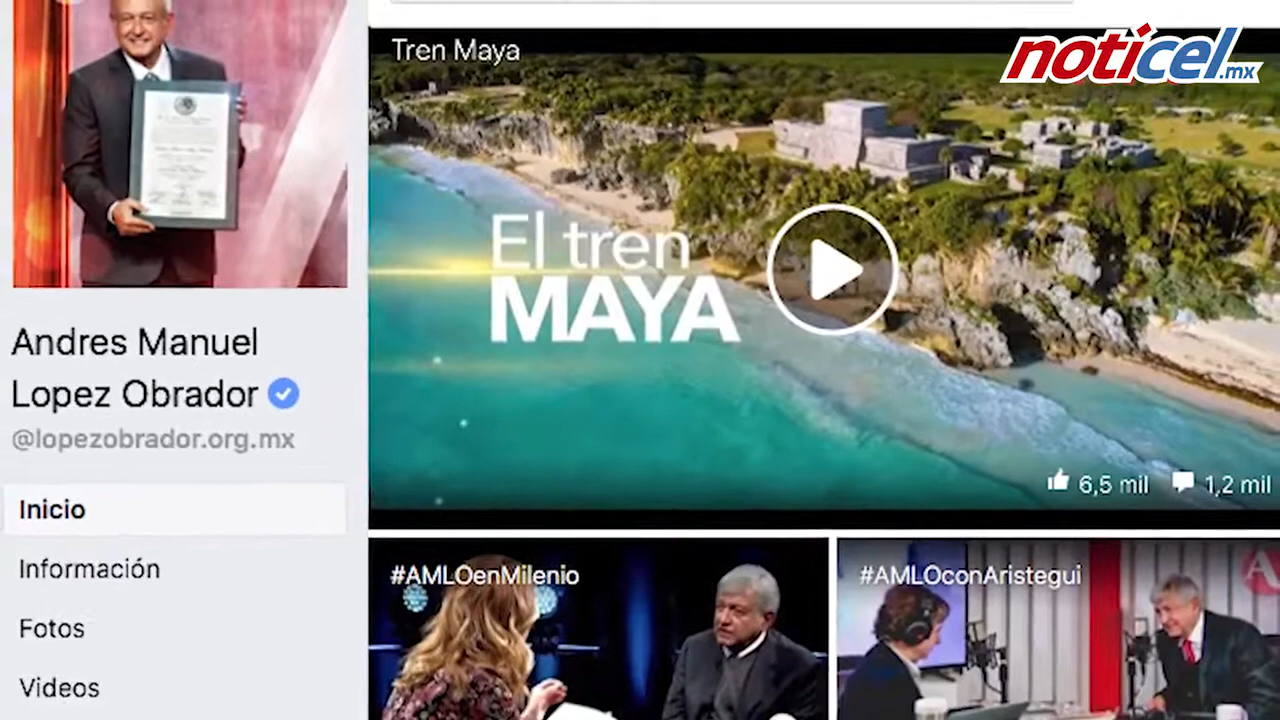 noticel.mx
Tren Maya
El tren
MAYA
6,5 mil
1,2 mil
Andres Manuel
Lopez Obrador
@lopezobrador.org.mx
Inicio
Información
Fotos
Videos
#AMLOenMilenio
#AMLOconAristegui
A